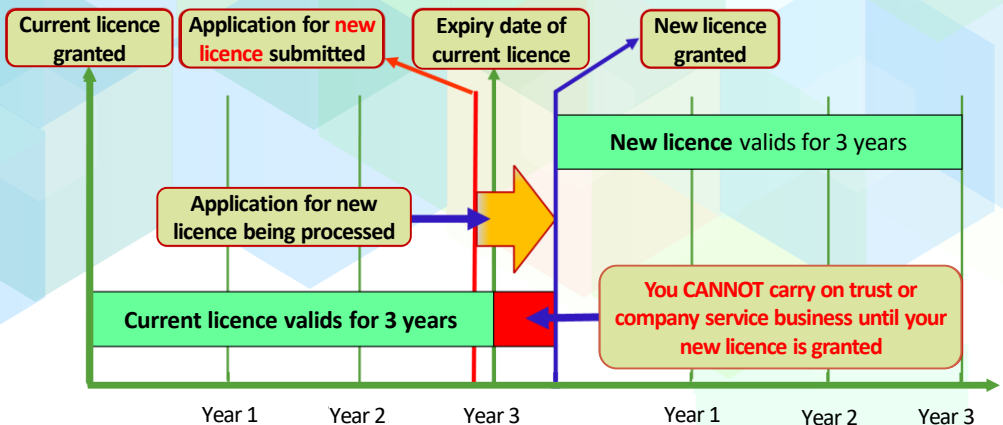 Current licence
granted
Application for new
licence submitted
Expiry date of
current licence
New licence
granted
New licence valids for 3 years
Application for new
licence being processed
You CANNOT carry on trust or
company service business until your
new licence is granted
Current licence valids for 3 years
Year 1
Year 2
Year 3
Year 1
Year 2
Year 3